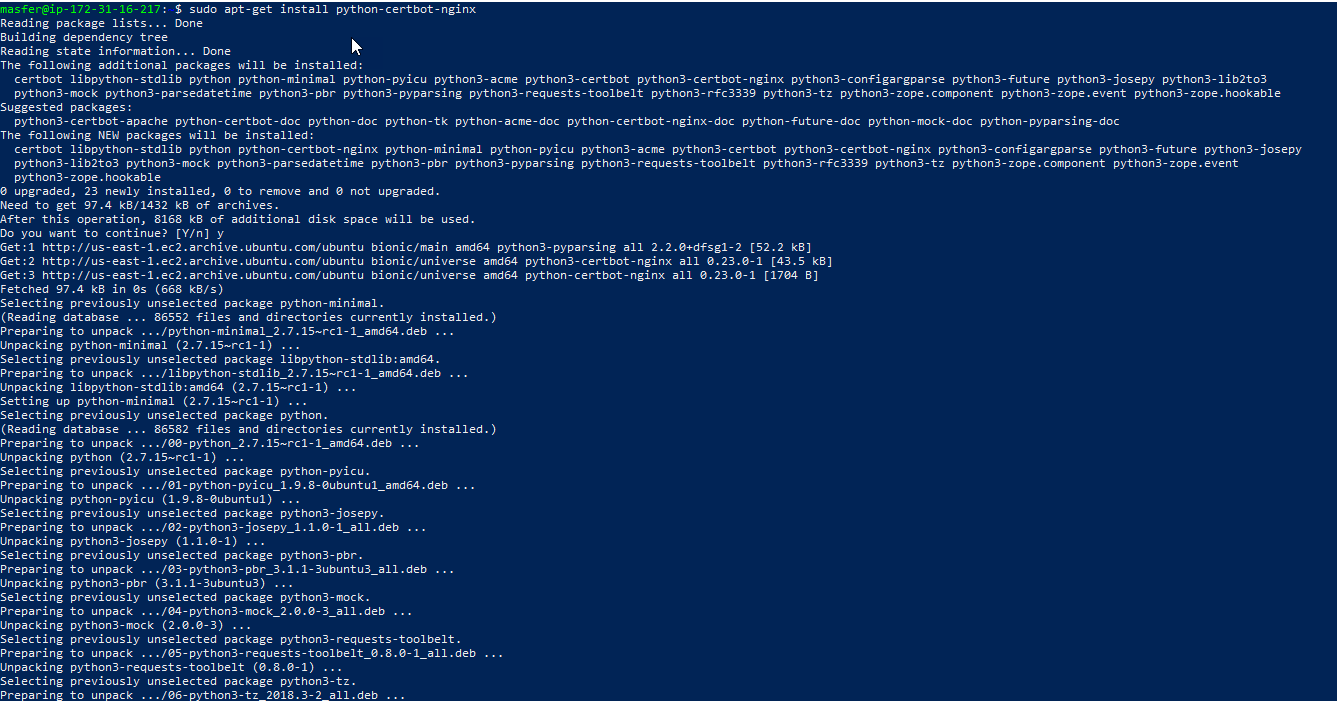 masfer@ip-172-31-16-217: $ sudo apt-get install python-certbot-nginx
Reading package lists... Done
Building dependency tree
Reading state information... Done
The following additional packages will be installed:
  certbot libpython-stdlib python python-minimal python-pyicu python3-acme python3-certbot python3-certbot-nginx python3-configargparse python3-future python3-josepy python3-lib2to3
  python3-mock python3-parsedatetime python3-pbr python3-pyparsing python3-requests-toolbelt python3-rfc3339 python3-tz python3-zope.component python3-zope.event python3-zope.hookable
Suggested packages:
  python3-certbot-apache python-certbot-doc python-doc python-tk python-acme-doc python-certbot-nginx-doc python-future-doc python-mock-doc python-pyparsing-doc
The following NEW packages will be installed:
  certbot libpython-stdlib python python-certbot-nginx python-minimal python-pyicu python3-acme python3-certbot python3-certbot-nginx python3-configargparse python3-future python3-josepy
  python3-lib2to3 python3-mock python3-parsedatetime python3-pbr python3-pyparsing python3-requests-toolbelt python3-rfc3339 python3-tz python3-zope.component python3-zope.event
  python3-zope.hookable
0 upgraded, 23 newly installed, 0 to remove and 0 not upgraded.
Need to get 97.4 kB/1432 kB of archives.
After this operation, 8168 kB of additional disk space will be used.
Do you want to continue? [Y/n] y
Get:1 http://us-east-1.ec2.archive.ubuntu.com/ubuntu bionic/main amd64 python3-pyparsing all 2.2.0+dfsg1-2 [52.2 kB]
Get:2 http://us-east-1.ec2.archive.ubuntu.com/ubuntu bionic/universe amd64 python3-certbot-nginx all 0.23.0-1 [43.5 kB]
Get:3 http://us-east-1.ec2.archive.ubuntu.com/ubuntu bionic/universe amd64 python-certbot-nginx all 0.23.0-1 [1704 B]
Fetched 97.4 kB in 0s (668 kB/s)
Selecting previously unselected package python-minimal.
(Reading database ... 86552 files and directories currently installed.)
Preparing to unpack .../python-minimal_2.7.15~rc1-1_amd64.deb ...
Unpacking python-minimal (2.7.15~rc1-1) ...
Selecting previously unselected package libpython-stdlib:amd64.
Preparing to unpack .../libpython-stdlib_2.7.15~rc1-1_amd64.deb ...
Unpacking libpython-stdlib:amd64 (2.7.15~rc1-1) ...
Setting up python-minimal (2.7.15~rc1-1) ...
Selecting previously unselected package python.
(Reading database ... 86582 files and directories currently installed.)
Preparing to unpack .../00-python_2.7.15~rc1-1_amd64.deb ...
Unpacking python (2.7.15~rc1-1) ...
Selecting previously unselected package python-pyicu.
Preparing to unpack .../01-python-pyicu_1.9.8-0ubuntu1_amd64.deb ...
Unpacking python-pyicu (1.9.8-0ubuntu1) ...
Selecting previously unselected package python3-josepy.
Preparing to unpack .../02-python3-josepy_1.1.0-1_all.deb ...
Unpacking python3-josepy (1.1.0-1) ...
Selecting previously unselected package python3-pbr.
Preparing to unpack .../03-python3-pbr_3.1.1-3ubuntu3_all.deb ...
Unpacking python3-pbr (3.1.1-3ubuntu3) ...
Selecting previously unselected package python3-mock.
Preparing to unpack .../04-python3-mock_2.0.0-3_all.deb ...
Unpacking python3-mock (2.0.0-3) ...
Selecting previously unselected package python3-requests-toolbelt.
Preparing to unpack .../05-python3-requests-toolbelt_0.8.0-1_all.deb ...
Unpacking python3-requests-toolbelt (0.8.0-1) ...
Selecting previously unselected package python3-tz.
Preparing to unpack .../06-python3-tz_2018.3-2_all.deb ...